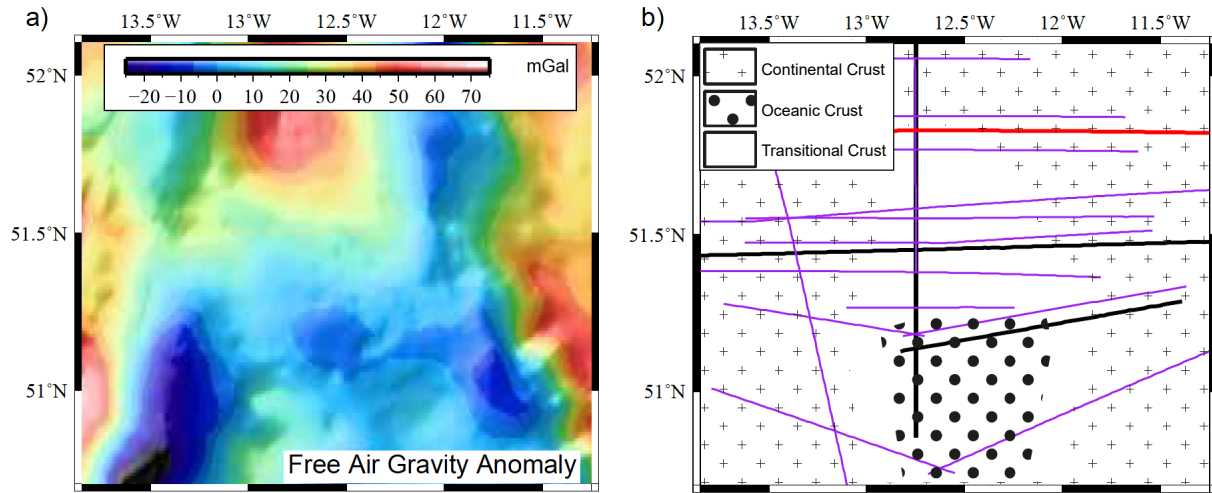 a)
13.5°W 13°W 12.5°W 12°W 11.5°W
52°N
51.5°N
51°N
mGal
−20 −10 0 10 20 30 40 50 60 70
Free Air Gravity Anomaly
b)
13.5°W 13°W 12.5°W 12°W 11.5°W
52°N
51.5°N
51°N
Continental Crust
Oceanic Crust
Transitional Crust